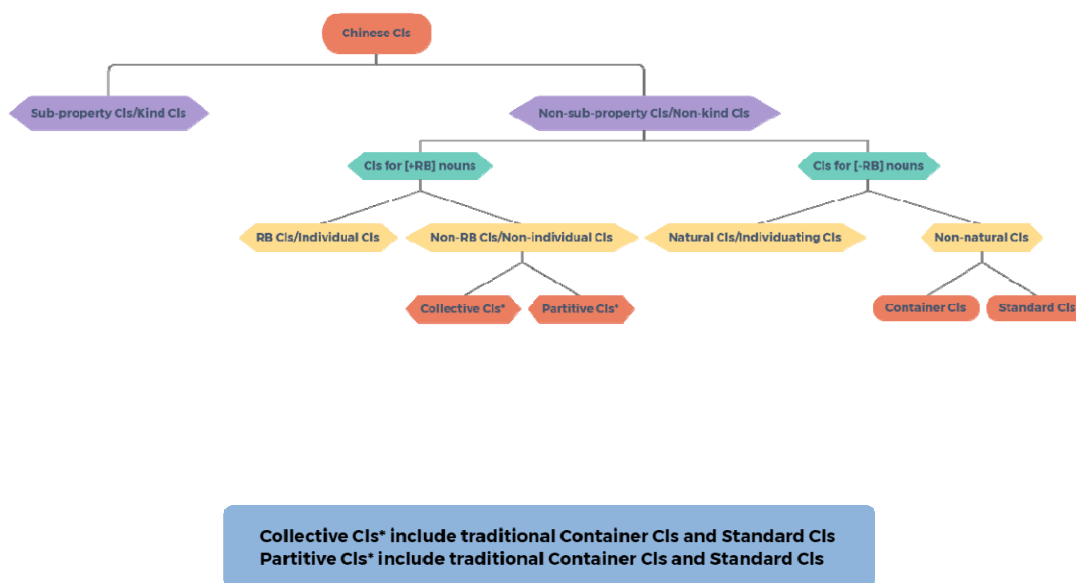 Chinese Cls
Sub-property Cls/Kind Cls
Non-sub-property Cls/Non-kind Cls
Cls for [+RB] nouns
Cls for [-RB] nouns
RB Cls/Individual Cls
Non-RB Cls/Non-individual Cls
Natural Cls/Individuating Cls
Non-natural Cls
Collective Cls*
Partitive Cls*
Container Cls
Standard Cls
Collective Cls* include traditional Container Cls and Standard Cls
Partitive Cls* include traditional Container Cls and Standard Cls